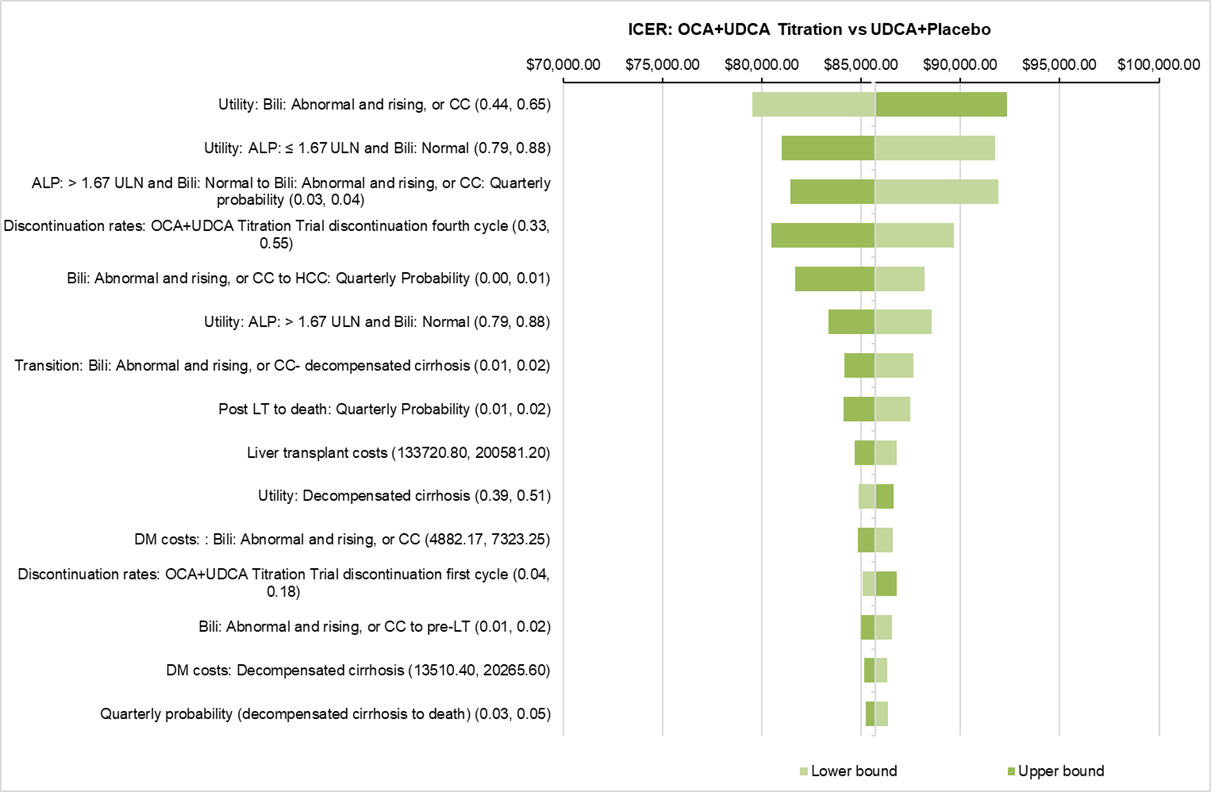 ICER: OCA+UDCA Titration vs UDCA+Placebo
$70,000.00 $75,000.00 $80,000.00 $85,000.00 $90,000.00 $95,000.00 $100,000.00
Utility: Bili: Abnormal and rising, or CC (0.44, 0.65)
Utility: ALP: ≤ 1.67 ULN and Bili: Normal (0.79, 0.88)
ALP: > 1.67 ULN and Bili: Normal to Bili: Abnormal and rising, or CC: Quarterly
probability (0.03, 0.04)
Discontinuation rates: OCA+UDCA Titration Trial discontinuation fourth cycle (0.33,
0.55)
Bili: Abnormal and rising, or CC to HCC: Quarterly Probability (0.00, 0.01)
Utility: ALP: > 1.67 ULN and Bili: Normal (0.79, 0.88)
Transition: Bili: Abnormal and rising, or CC- decompensated cirrhosis (0.01, 0.02)
Post LT to death: Quarterly Probability (0.01, 0.02)
Liver transplant costs (133720.80, 200581.20)
Utility: Decompensated cirrhosis (0.39, 0.51)
DM costs: : Bili: Abnormal and rising, or CC (4882.17, 7323.25)
Discontinuation rates: OCA+UDCA Titration Trial discontinuation first cycle (0.04,
0.18)
Bili: Abnormal and rising, or CC to pre-LT (0.01, 0.02)
DM costs: Decompensated cirrhosis (13510.40, 20265.60)
Quarterly probability (decompensated cirrhosis to death) (0.03, 0.05)
Lower bound Upper bound